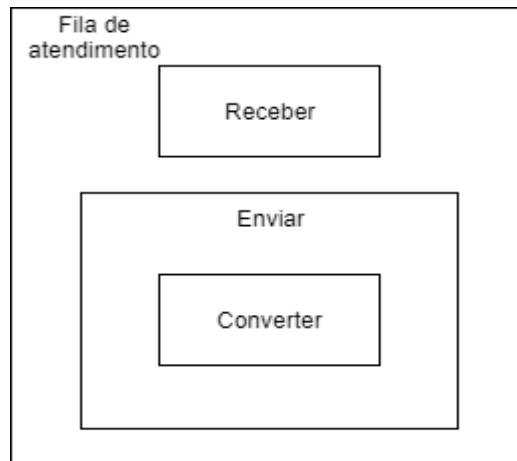 Fila de
atendimento
Receber
Enviar
Converter